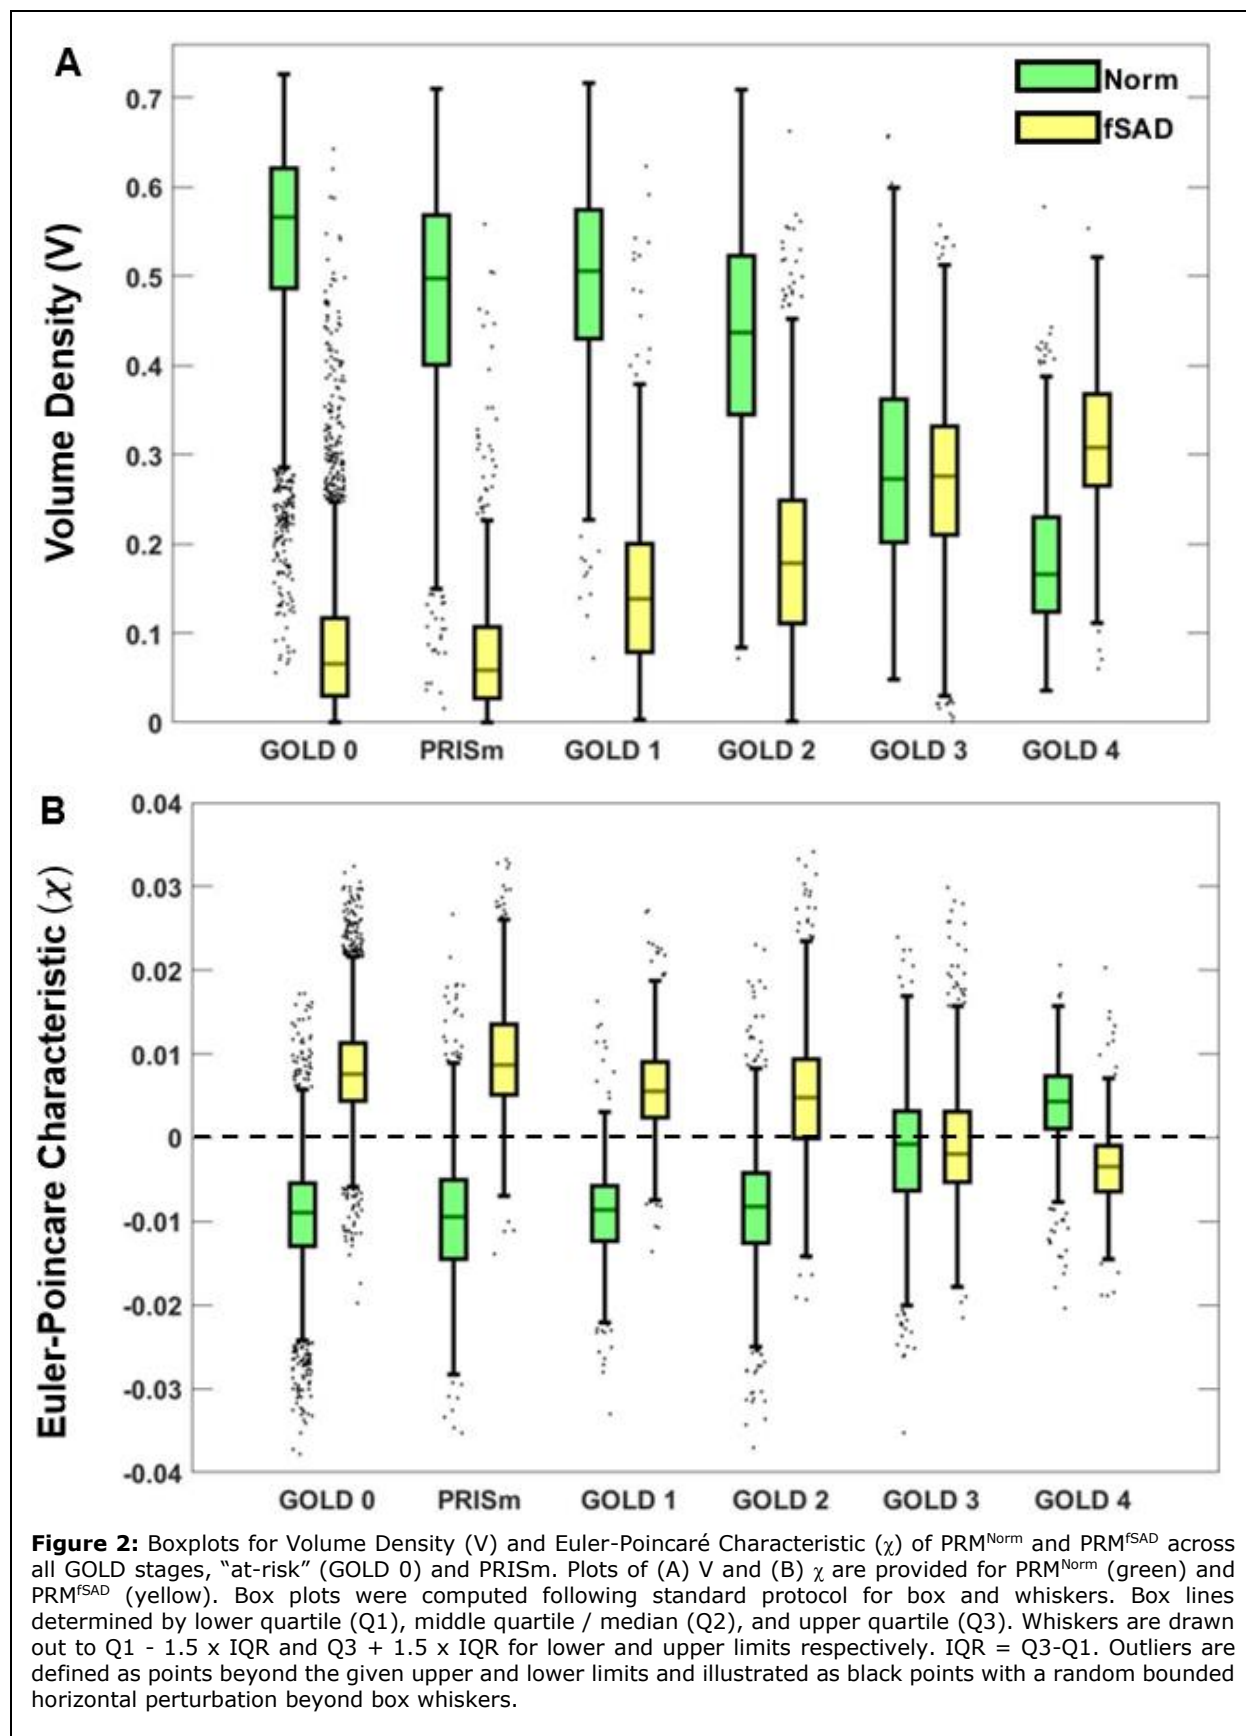 A
Norm
fSAD
Volume Density (V)
0.7
0.6
0.5
0.4
0.3
0.2
0.1
0
GOLD 0 PRISm GOLD 1 GOLD 2 GOLD 3 GOLD 4
B
Euler-Poincare Characteristic (χ)
0.04
0.03
0.02
0.01
0
-0.01
-0.02
-0.03
-0.04
GOLD 0 PRISm GOLD 1 GOLD 2 GOLD 3 GOLD 4
Figure 2: Boxplots for Volume Density (V) and Euler-Poincaré Characteristic (χ) of PRM^Norm and PRM^fSAD across
all GOLD stages, “at-risk” (GOLD 0) and PRISm. Plots of (A) V and (B) χ are provided for PRM^Norm (green) and
PRM^fSAD (yellow). Box plots were computed following standard protocol for box and whiskers. Box lines
determined by lower quartile (Q1), middle quartile / median (Q2), and upper quartile (Q3). Whiskers are drawn
out to Q1 - 1.5 x IQR and Q3 + 1.5 x IQR for lower and upper limits respectively. IQR = Q3-Q1. Outliers are
defined as points beyond the given upper and lower limits and illustrated as black points with a random bounded
horizontal perturbation beyond box whiskers.